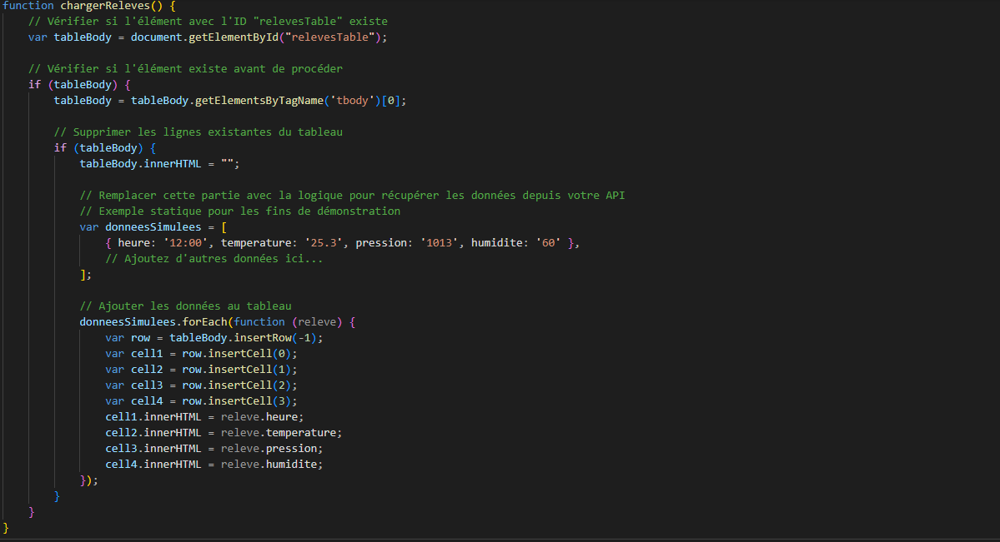 function chargerReleves() {
    // Vérifier si l'élément avec l'ID "relevesTable" existe
    var tableBody = document.getElementById("relevesTable");

    // Vérifier si l'élément existe avant de procéder
    if (tableBody) {
        tableBody = tableBody.getElementsByTagName('tbody')[0];

        // Supprimer les lignes existantes du tableau
        if (tableBody) {
            tableBody.innerHTML = "";

            // Remplacer cette partie avec la logique pour récupérer les données depuis votre API
            // Exemple statique pour les fins de démonstration
            var donneesSimulees = [
                { heure: '12:00', temperature: '25.3', pression: '1013', humidite: '60' },
                // Ajoutez d'autres données ici...
            ];

            // Ajouter les données au tableau
            donneesSimulees.forEach(function (releve) {
                var row = tableBody.insertRow(-1);
                var cell1 = row.insertCell(0);
                var cell2 = row.insertCell(1);
                var cell3 = row.insertCell(2);
                var cell4 = row.insertCell(3);
                cell1.innerHTML = releve.heure;
                cell2.innerHTML = releve.temperature;
                cell3.innerHTML = releve.pression;
                cell4.innerHTML = releve.humidite;
            });
        }
    }
}